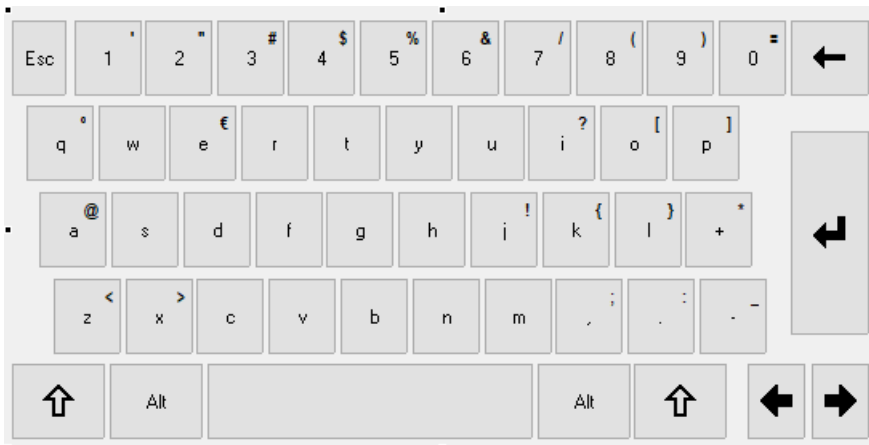 Esc 1 ' 2 " 3 # 4 $ 5 % 6 & 7 / 8 ( 9 ) 0 = ←
q º w e € r t y u i ? o [ p ]
a @ s d f g h j ! k { l } + *
z < x > c v b n m , ; . : - _
Alt Alt